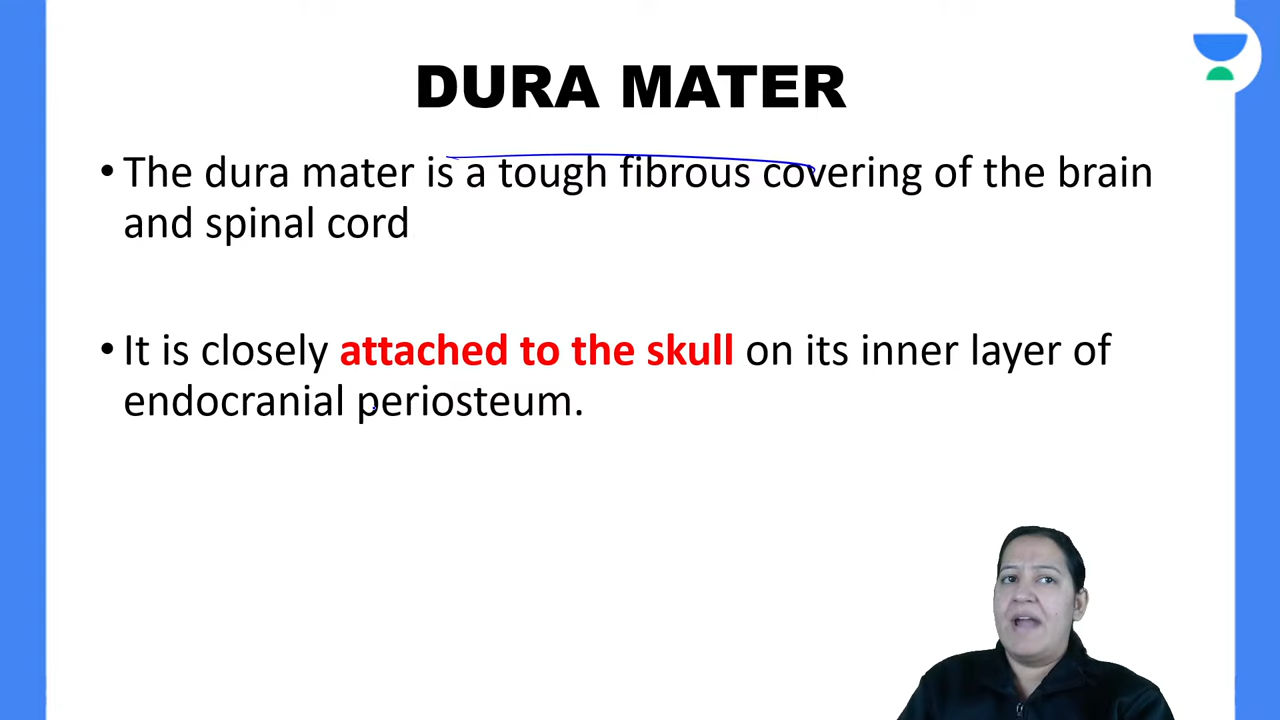 DURA MATER
• The dura mater is a tough fibrous covering of the brain
and spinal cord
• It is closely attached to the skull on its inner layer of
endocranial periosteum.